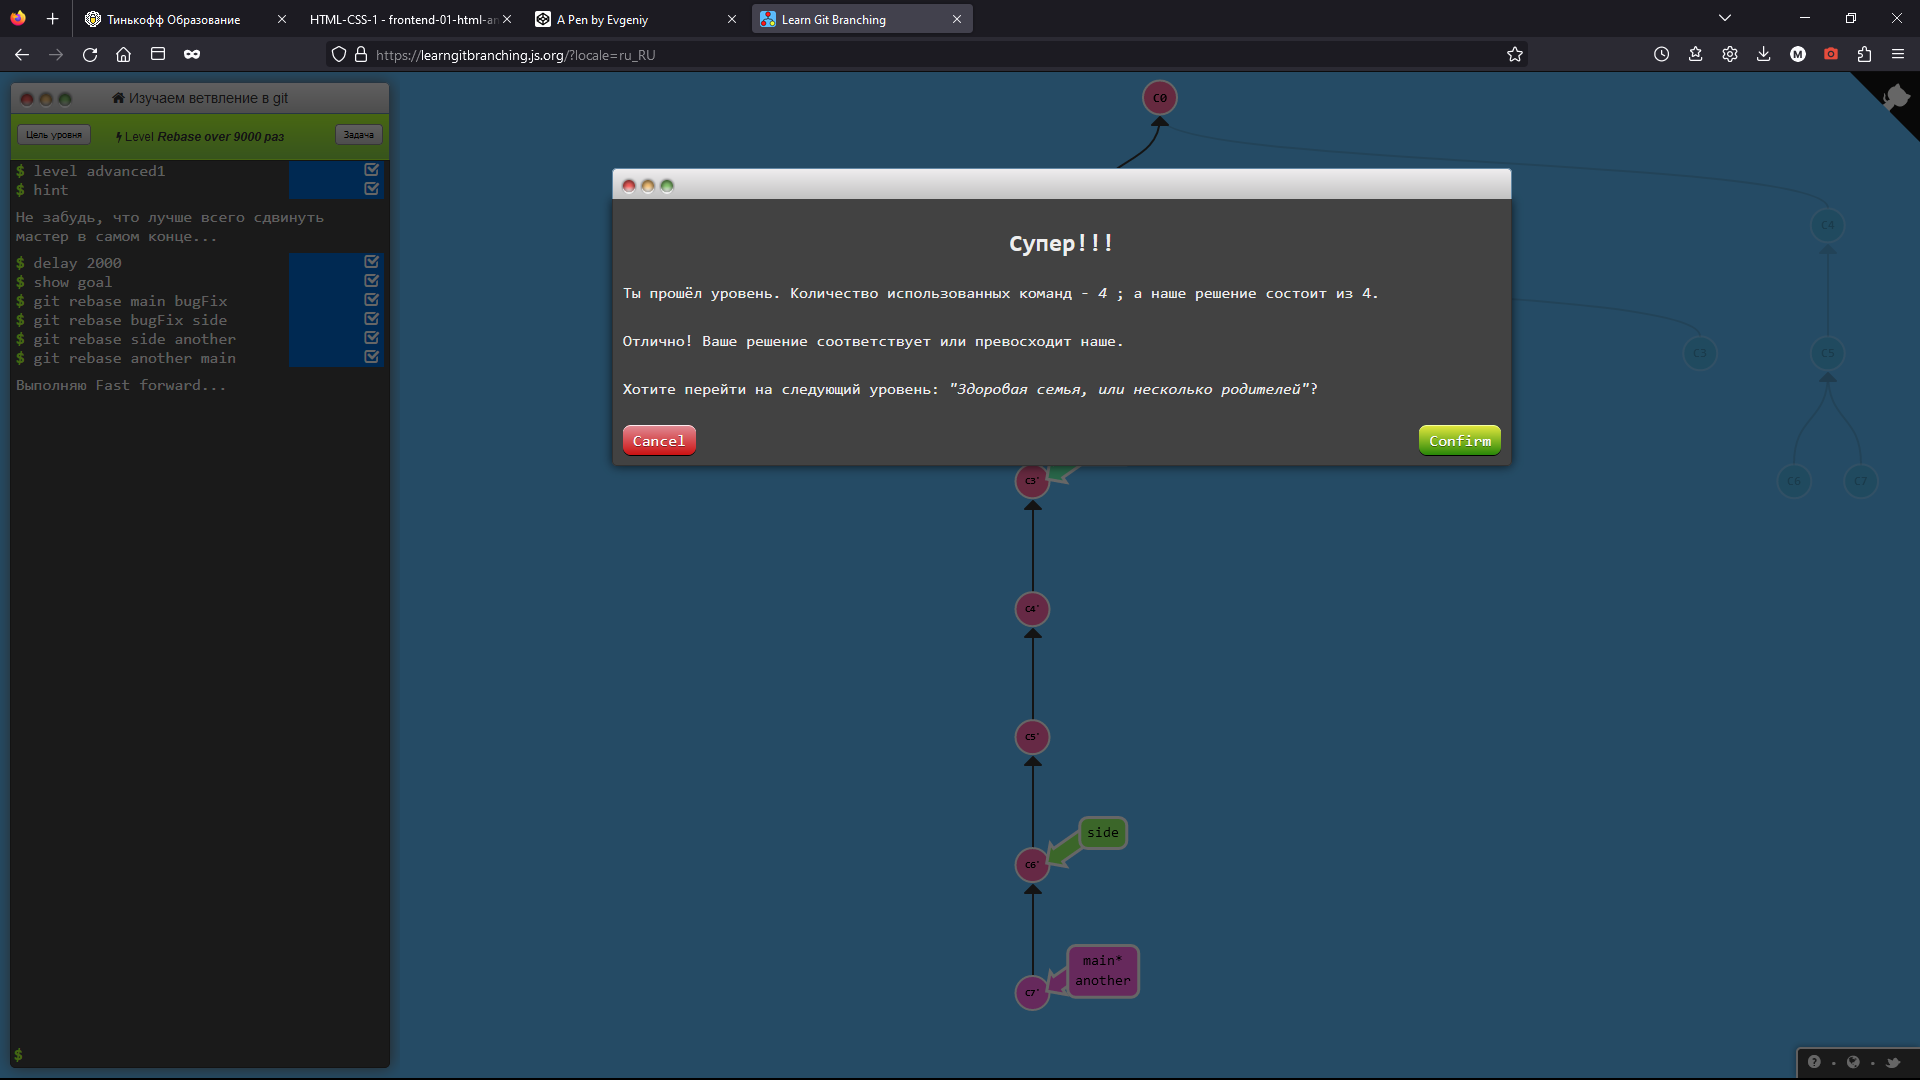 Тинькофф Образование
HTML-CSS-1 - frontend-01-html-an
A Pen by Evgeniy
Learn Git Branching
https://learngitbranching.js.org/?locale=ru_RU
M
Изучаем ветвление в git
Цель уровня
Level Rebase over 9000 раз
Задача
$ level advanced1
$ hint
Не забудь, что лучше всего сдвинуть
мастер в самом конце...
$ delay 2000
$ show goal
$ git rebase main bugFix
$ git rebase bugFix side
$ git rebase side another
$ git rebase another main
Выполняю Fast forward...
$
C0
Супер!!!
Ты прошёл уровень. Количество использованных команд - 4 ; а наше решение состоит из 4.
Отлично! Ваше решение соответствует или превосходит наше.
Хотите перейти на следующий уровень: "Здоровая семья, или несколько родителей"?
Cancel
Confirm
C4
C3
C5
C6
C7
C3'
C4'
C5'
side
C6'
main*
another
C7'